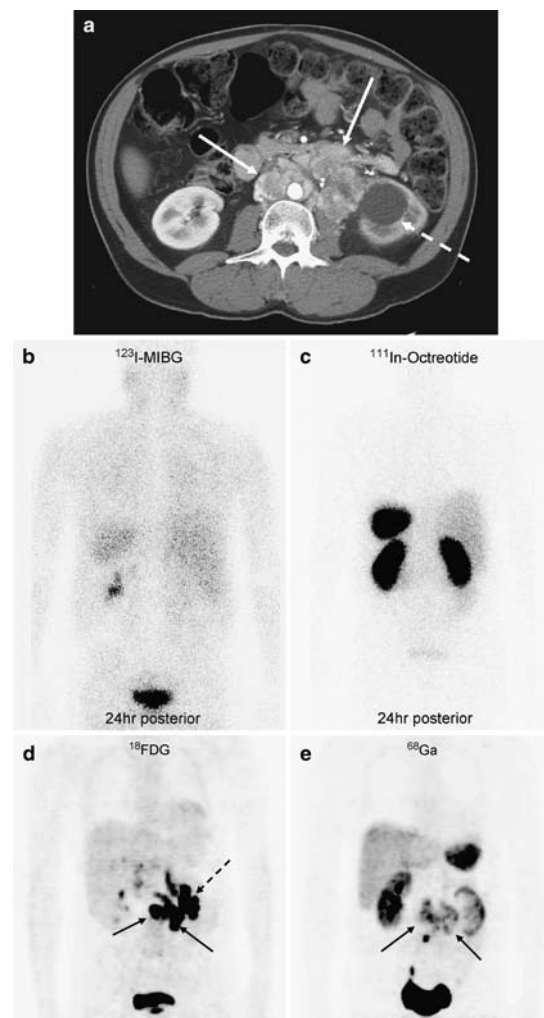 a
b
¹²³I-MIBG
24hr posterior
c
¹¹¹In-Octreotide
24hr posterior
d
¹⁸FDG
e
⁶⁸Ga